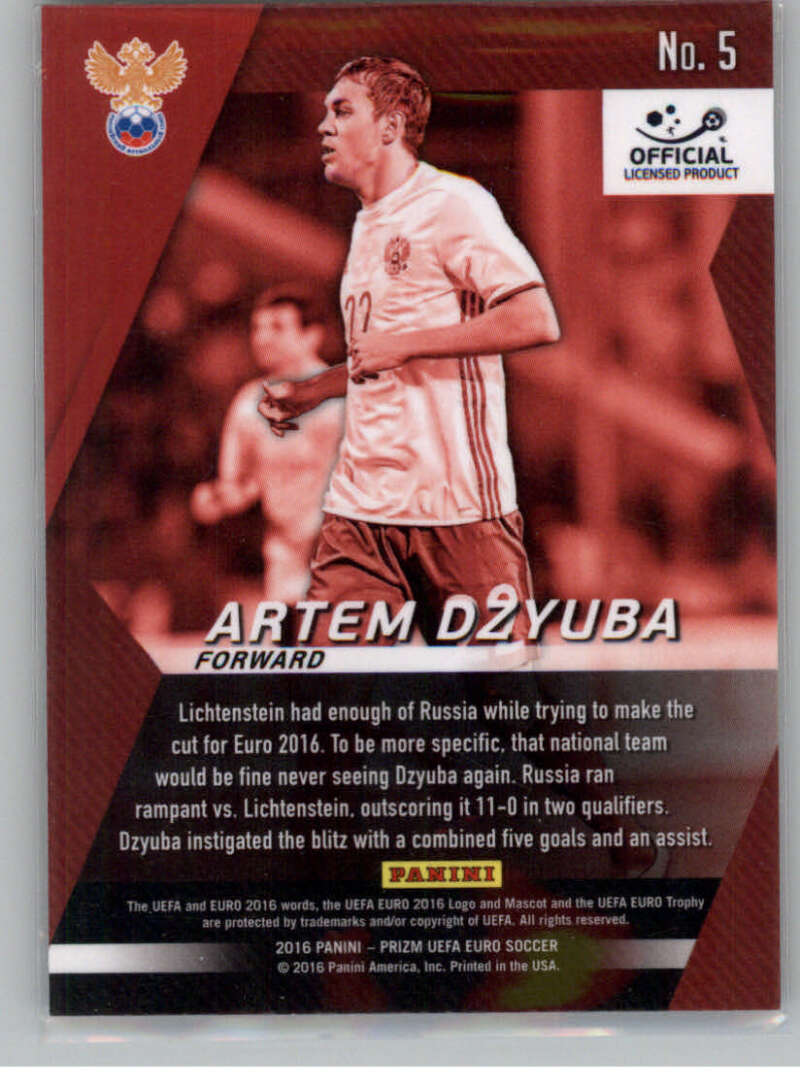 No. 5
OFFICIAL
LICENSED PRODUCT
22
ARTEM DZYUBA
FORWARD
Lichtenstein had enough of Russia while trying to make the
cut for Euro 2016. To be more specific, that national team
would be fine never seeing Dzyuba again. Russia ran
rampant vs. Lichtenstein, outscoring it 11-0 in two qualifiers.
Dzyuba instigated the blitz with a combined five goals and an assist.
PANINI
The UEFA and EURO 2016 words, the UEFA EURO 2016 Logo and Mascot and the UEFA EURO Trophy
are protected by trademarks and/or copyright of UEFA. All rights reserved.
2016 PANINI – PRIZM UEFA EURO SOCCER
© 2016 Panini America, Inc. Printed in the USA.